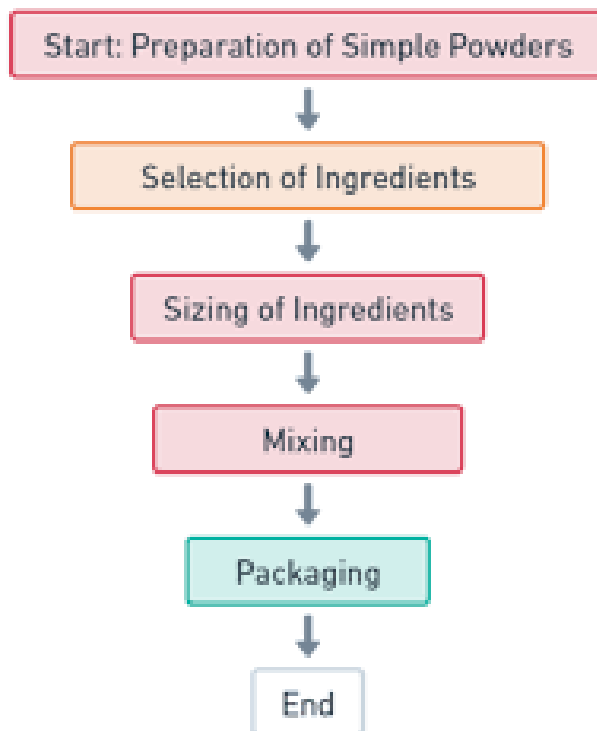 Start: Preparation of Simple Powders
Selection of Ingredients
Sizing of Ingredients
Mixing
Packaging
End